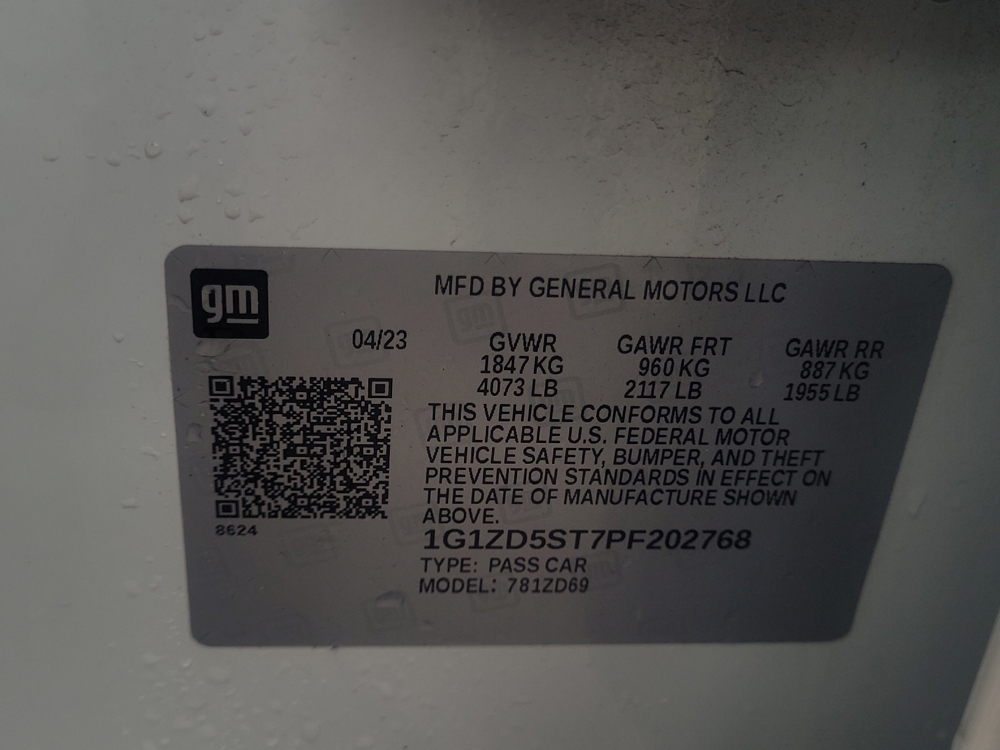 gm
MFD BY GENERAL MOTORS LLC
04/23
GVWR GAWR FRT GAWR RR
1847 KG 960 KG 887 KG
4073 LB 2117 LB 1955 LB
THIS VEHICLE CONFORMS TO ALL
APPLICABLE U.S. FEDERAL MOTOR
VEHICLE SAFETY, BUMPER, AND THEFT
PREVENTION STANDARDS IN EFFECT ON
THE DATE OF MANUFACTURE SHOWN
ABOVE.
8624
1G1ZD5ST7PF202768
TYPE: PASS CAR
MODEL: 781ZD69